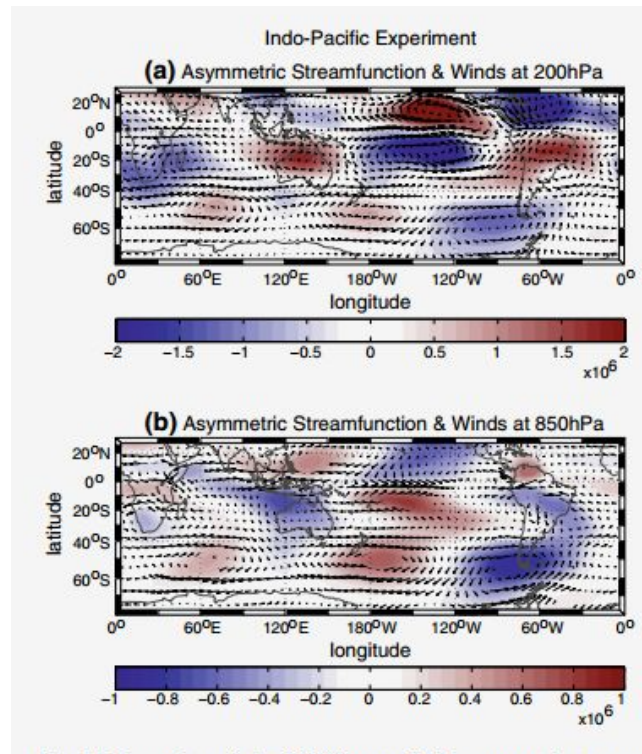 Indo-Pacific Experiment
(a) Asymmetric Streamfunction & Winds at 200hPa
20°N
0°
20°S
40°S
60°S
latitude
0° 60°E 120°E 180°W 120°W 60°W 0°
longitude
−2 −1.5 −1 −0.5 0 0.5 1 1.5 2
x10⁶
(b) Asymmetric Streamfunction & Winds at 850hPa
20°N
0°
20°S
40°S
60°S
latitude
0° 60°E 120°E 180°W 120°W 60°W 0°
longitude
−1 −0.8 −0.6 −0.4 −0.2 0 0.2 0.4 0.6 0.8 1
x10⁶